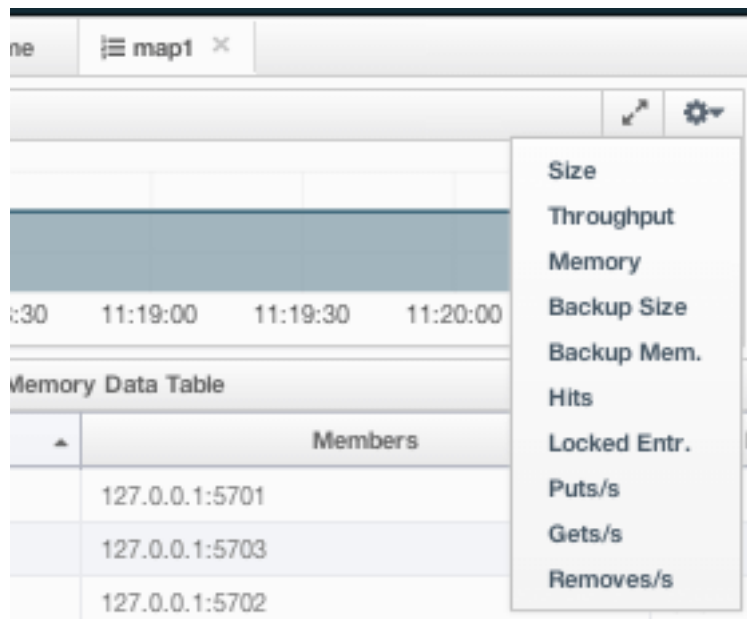 me
map1
Size
Throughput
Memory
Backup Size
Backup Mem.
Hits
Locked Entr.
Puts/s
Gets/s
Removes/s
:30 11:19:00 11:19:30 11:20:00
Memory Data Table
Members
127.0.0.1:5701
127.0.0.1:5703
127.0.0.1:5702